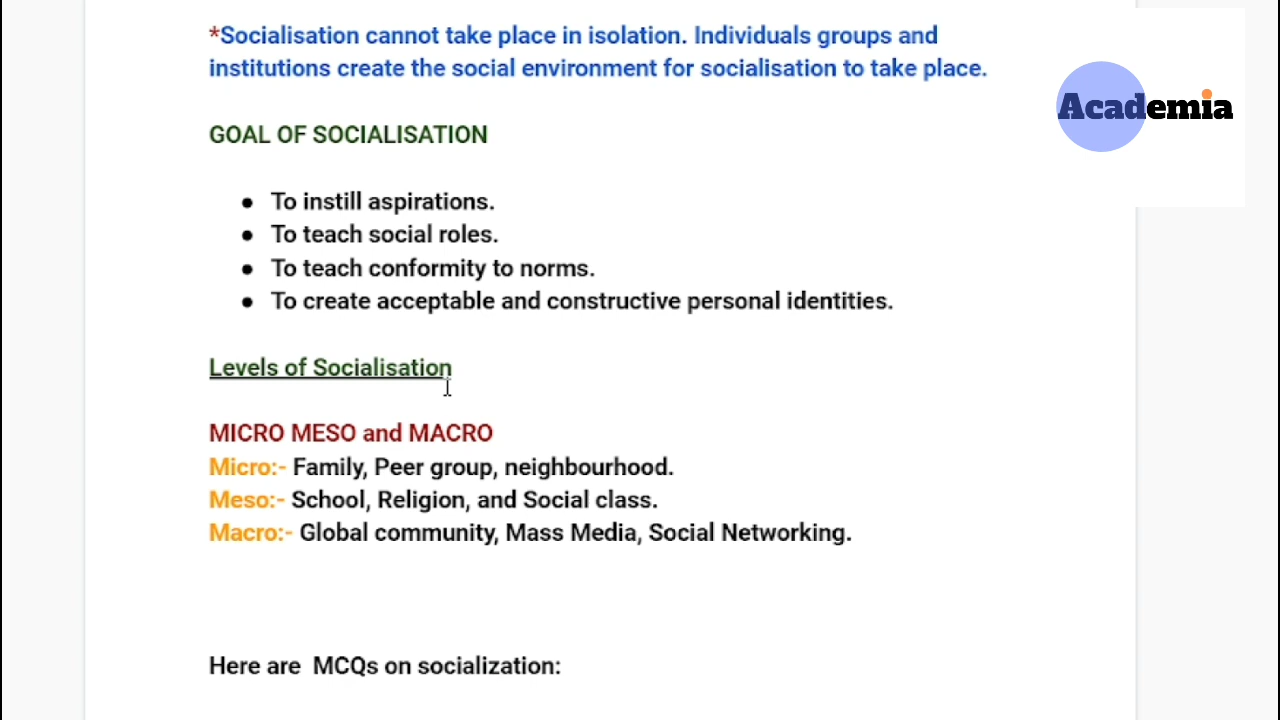 *Socialisation cannot take place in isolation. Individuals groups and
institutions create the social environment for socialisation to take place.
Academia
GOAL OF SOCIALISATION
● To instill aspirations.
● To teach social roles.
● To teach conformity to norms.
● To create acceptable and constructive personal identities.
Levels of Socialisation
MICRO MESO and MACRO
Micro:- Family, Peer group, neighbourhood.
Meso:- School, Religion, and Social class.
Macro:- Global community, Mass Media, Social Networking.
Here are  MCQs on socialization: